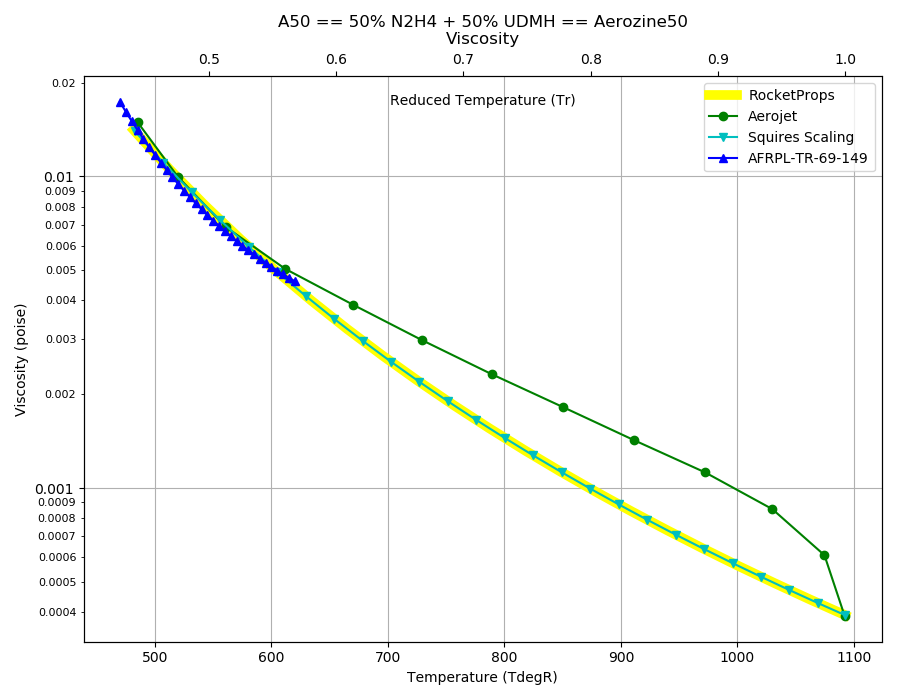 A50 == 50% N2H4 + 50% UDMH == Aerozine50
Viscosity
0.5 0.6 0.7 0.8 0.9 1.0
Reduced Temperature (Tr)
RocketProps
Aerojet
Squires Scaling
AFRPL-TR-69-149
0.02
0.01
0.009
0.008
0.007
0.006
0.005
0.004
0.003
0.002
0.001
0.0009
0.0008
0.0007
0.0006
0.0005
0.0004
Viscosity (poise)
500 600 700 800 900 1000 1100
Temperature (TdegR)